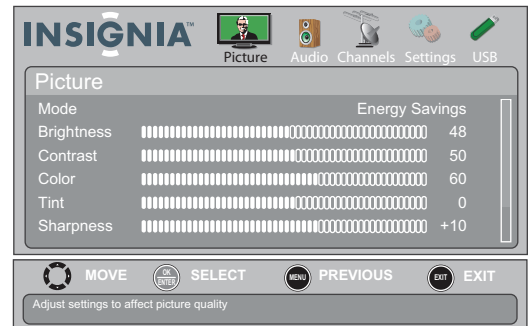 INSIGNIA™
Picture Audio Channels Settings USB
Picture
Mode Energy Savings
Brightness 48
Contrast 50
Color 60
Tint 0
Sharpness +10
MOVE OK ENTER SELECT MENU PREVIOUS EXIT EXIT
Adjust settings to affect picture quality